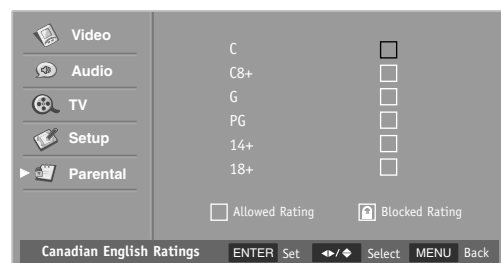 Video
Audio
TV
Setup
Parental
C
C8+
G
PG
14+
18+
Allowed Rating Blocked Rating
Canadian English Ratings ENTER Set / Select MENU Back